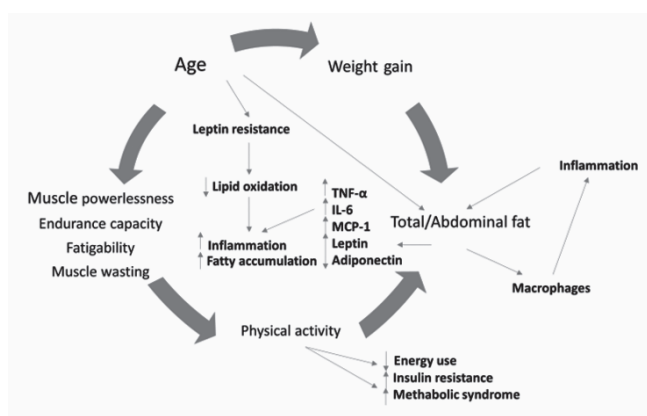 Age
Weight gain
Leptin resistance
Lipid oxidation
Inflammation
Fatty accumulation
TNF-α
IL-6
MCP-1
Leptin
Adiponectin
Total/Abdominal fat
Inflammation
Macrophages
Muscle powerlessness
Endurance capacity
Fatigability
Muscle wasting
Physical activity
Energy use
Insulin resistance
Methabolic syndrome